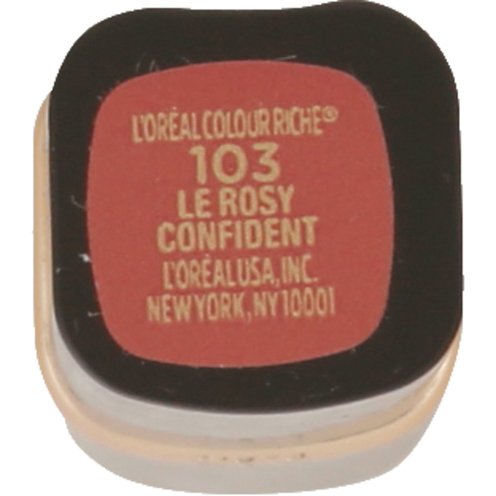 L'ORÉAL COLOUR RICHE®
103
LE ROSY
CONFIDENT
L'ORÉAL USA, INC.
NEW YORK, NY 10001